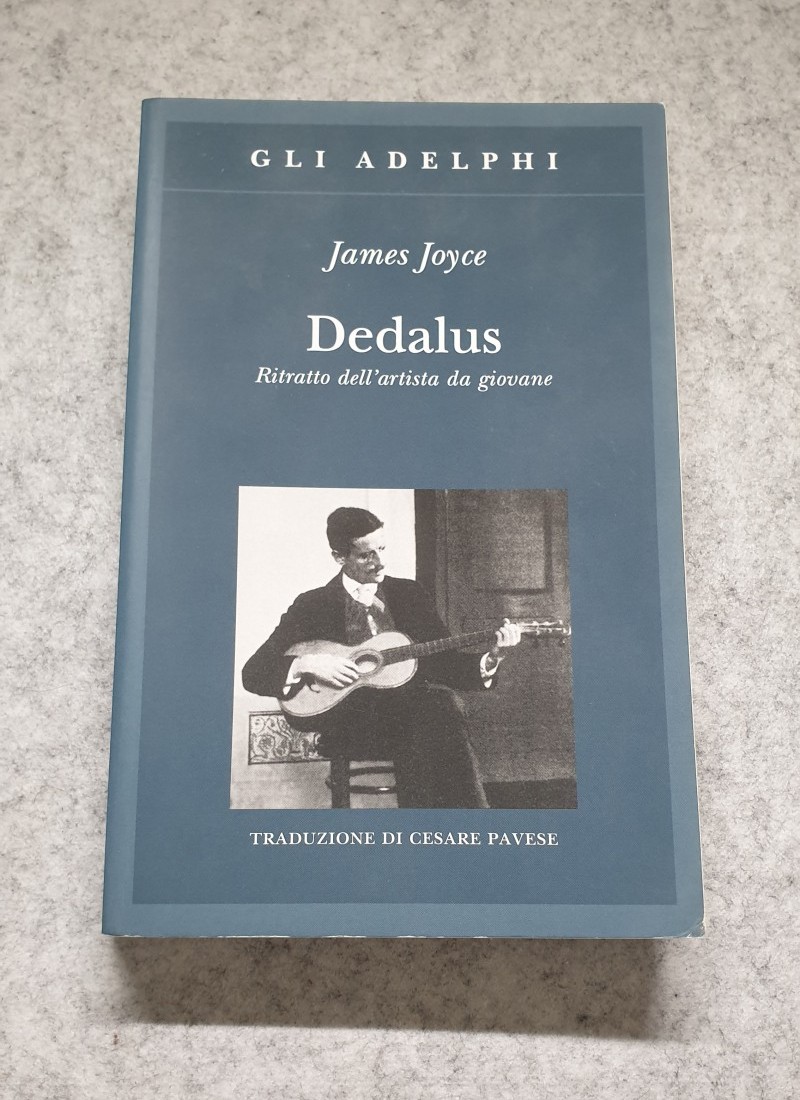 GLI ADELPHI
James Joyce
Dedalus
Ritratto dell'artista da giovane
TRADUZIONE DI CESARE PAVESE